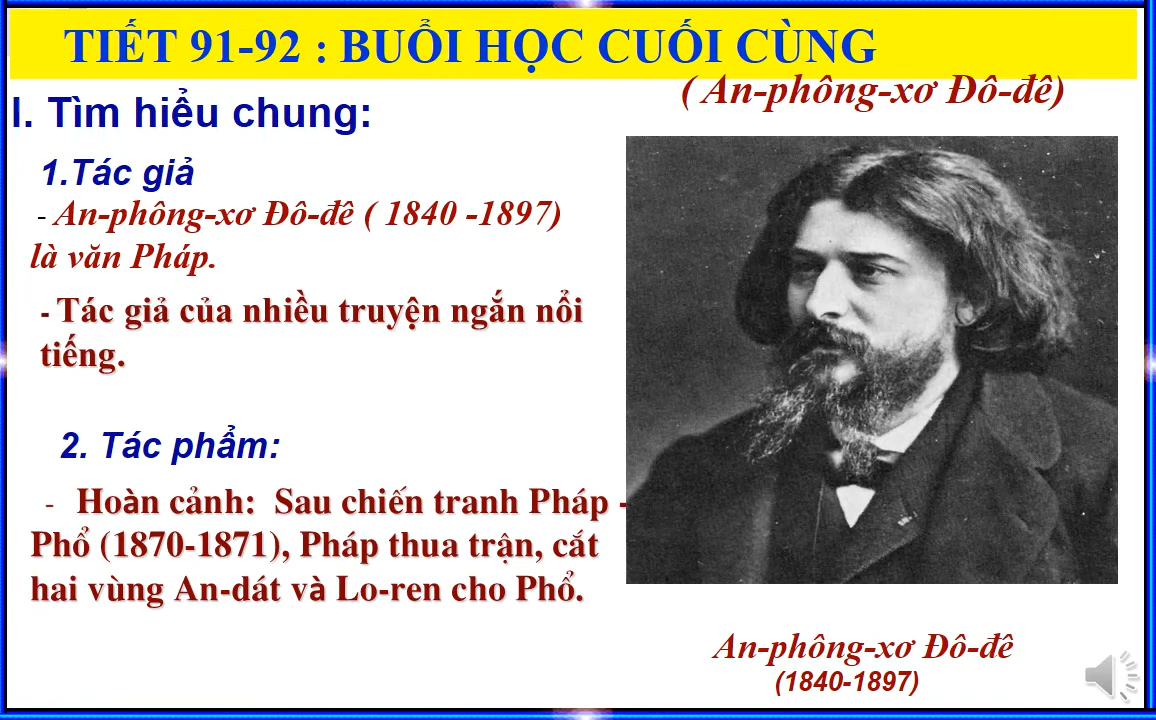 TIẾT 91-92 : BUỔI HỌC CUỐI CÙNG
( An-phông-xơ Đô-đê)
I. Tìm hiểu chung:
1.Tác giả
- An-phông-xơ Đô-đê ( 1840 -1897)
là văn Pháp.
- Tác giả của nhiều truyện ngắn nổi
tiếng.
2. Tác phẩm:
- Hoàn cảnh: Sau chiến tranh Pháp -
Phổ (1870-1871), Pháp thua trận, cắt
hai vùng An-dát và Lo-ren cho Phổ.
An-phông-xơ Đô-đê
(1840-1897)